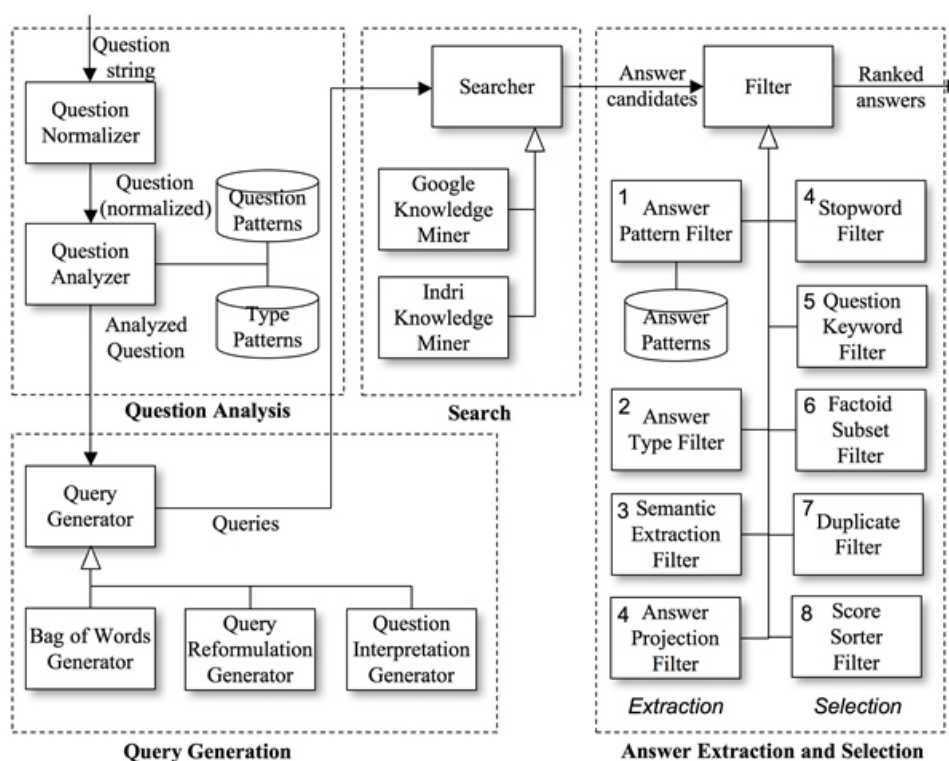 Question
string
Question
Normalizer
Question
(normalized)
Question
Patterns
Question
Analyzer
Type
Patterns
Analyzed
Question
Question Analysis
Query
Generator
Queries
Bag of Words
Generator
Query
Reformulation
Generator
Question
Interpretation
Generator
Query Generation
Searcher
Google
Knowledge
Miner
Indri
Knowledge
Miner
Search
Answer
candidates
Filter
Ranked
answers
1 Answer
Pattern Filter
Answer
Patterns
2 Answer
Type Filter
3 Semantic
Extraction
Filter
4 Answer
Projection
Filter
Extraction
4 Stopword
Filter
5 Question
Keyword
Filter
6 Factoid
Subset
Filter
7 Duplicate
Filter
8 Score
Sorter
Filter
Selection
Answer Extraction and Selection